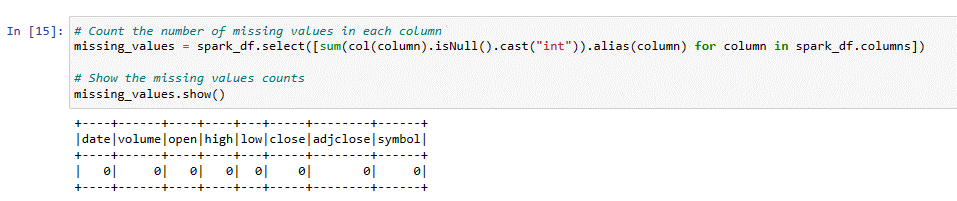 In [15]: # Count the number of missing values in each column
missing_values = spark_df.select([sum(col(column).isNull().cast("int")).alias(column) for column in spark_df.columns])
# Show the missing values counts
missing_values.show()
+----+------+----+----+---+-----+--------+------+
|date|volume|open|high|low|close|adjclose|symbol|
+----+------+----+----+---+-----+--------+------+
|   0|     0|   0|   0|  0|    0|       0|     0|
+----+------+----+----+---+-----+--------+------+